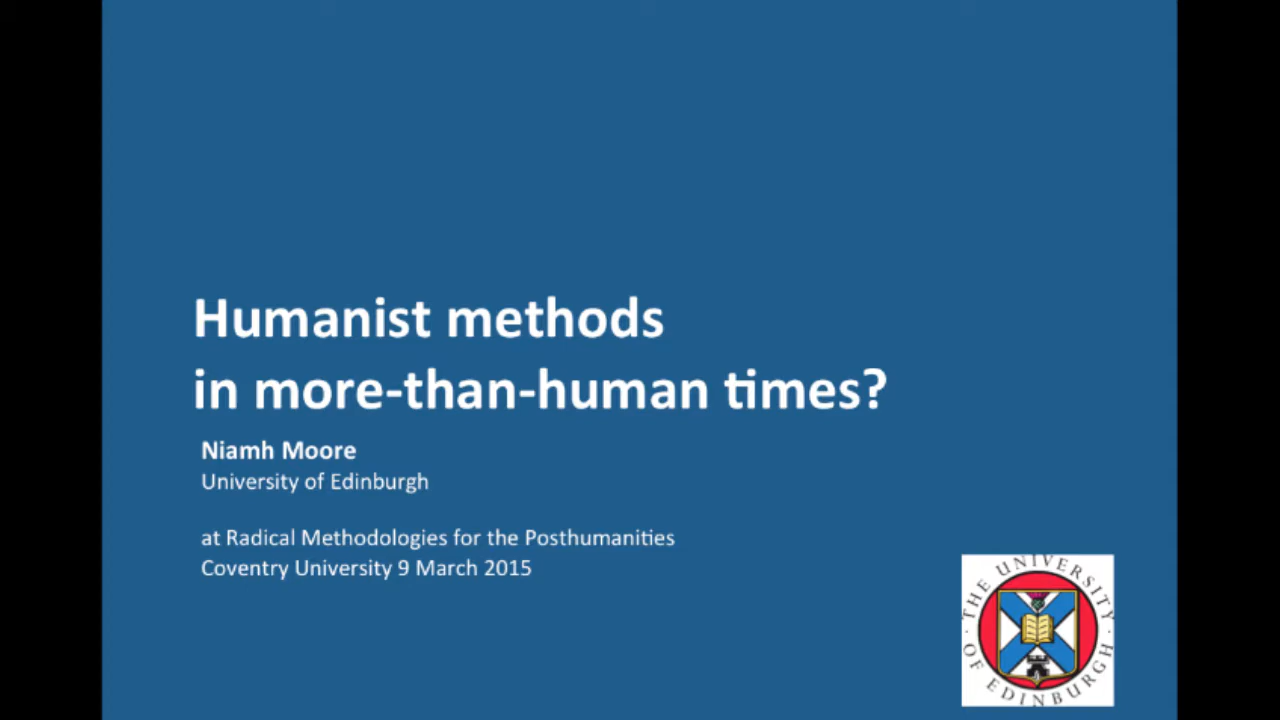 Humanist methods
in more-than-human times?
Niamh Moore
University of Edinburgh
at Radical Methodologies for the Posthumanities
Coventry University 9 March 2015
· THE UNIVERSITY ·
OF EDINBURGH